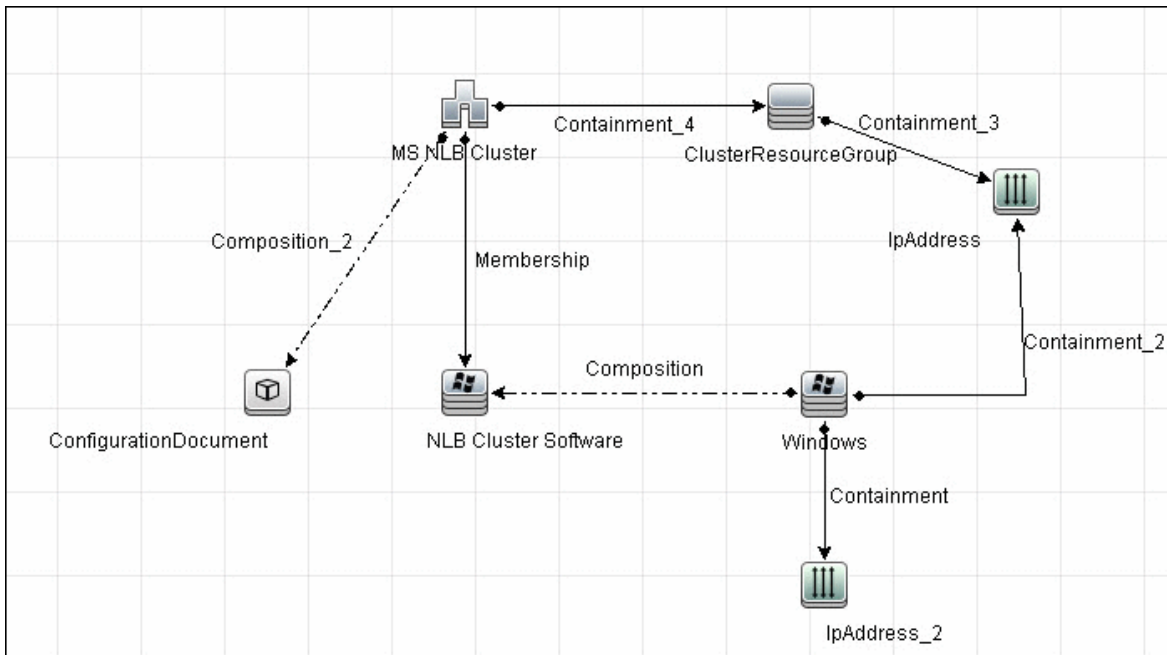 Containment_4
Containment_3
MS NLB Cluster
ClusterResourceGroup
Composition_2
IpAddress
Membership
Containment_2
Composition
ConfigurationDocument
NLB Cluster Software
Windows
Containment
IpAddress_2